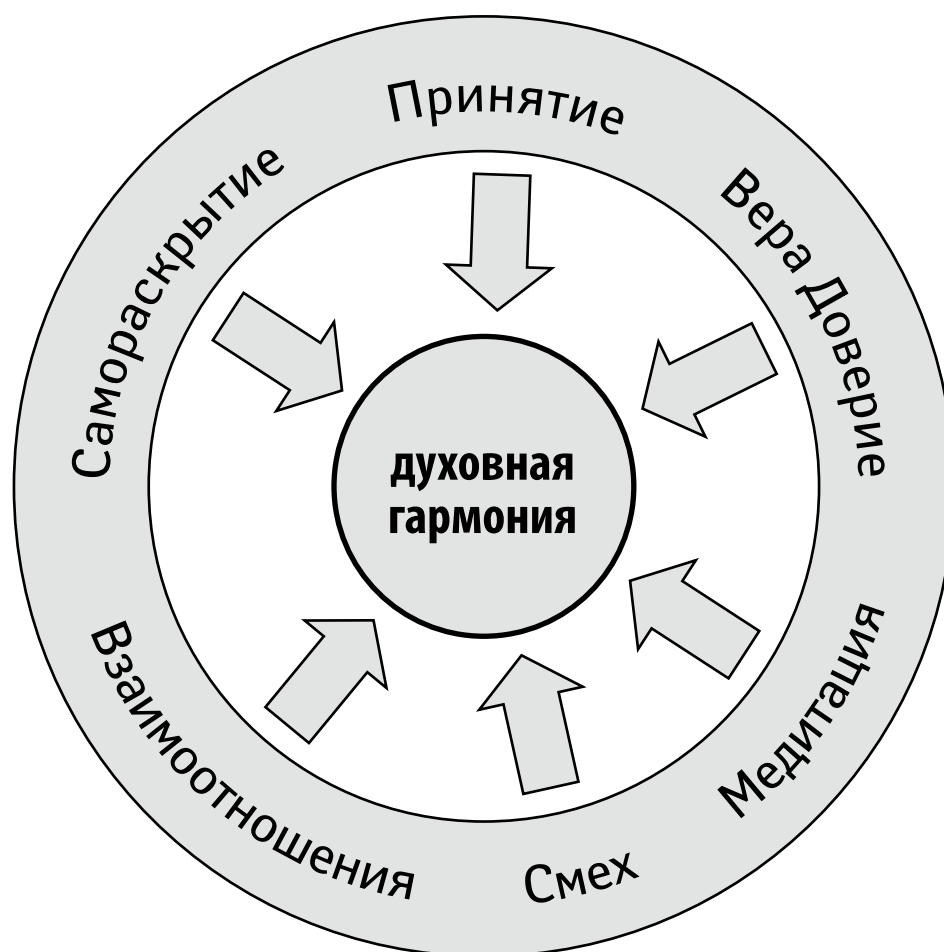 Принятие
Вера Доверие
Медитация
Смех
Взаимоотношения
Самораскрытие
духовная
гармония